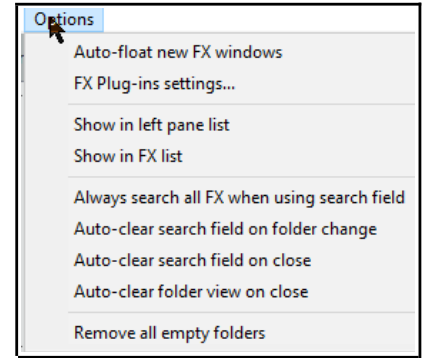 Options
Auto-float new FX windows
FX Plug-ins settings...
Show in left pane list
Show in FX list
Always search all FX when using search field
Auto-clear search field on folder change
Auto-clear search field on close
Auto-clear folder view on close
Remove all empty folders